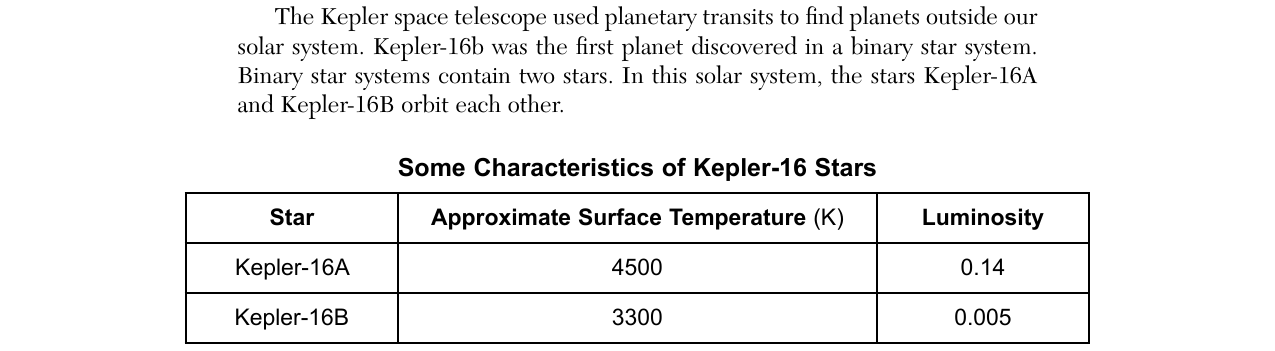 The Kepler space telescope used planetary transits to find planets outside our
solar system. Kepler-16b was the first planet discovered in a binary star system.
Binary star systems contain two stars. In this solar system, the stars Kepler-16A
and Kepler-16B orbit each other.
Some Characteristics of Kepler-16 Stars
Star Approximate Surface Temperature (K) Luminosity
Kepler-16A 4500 0.14
Kepler-16B 3300 0.005